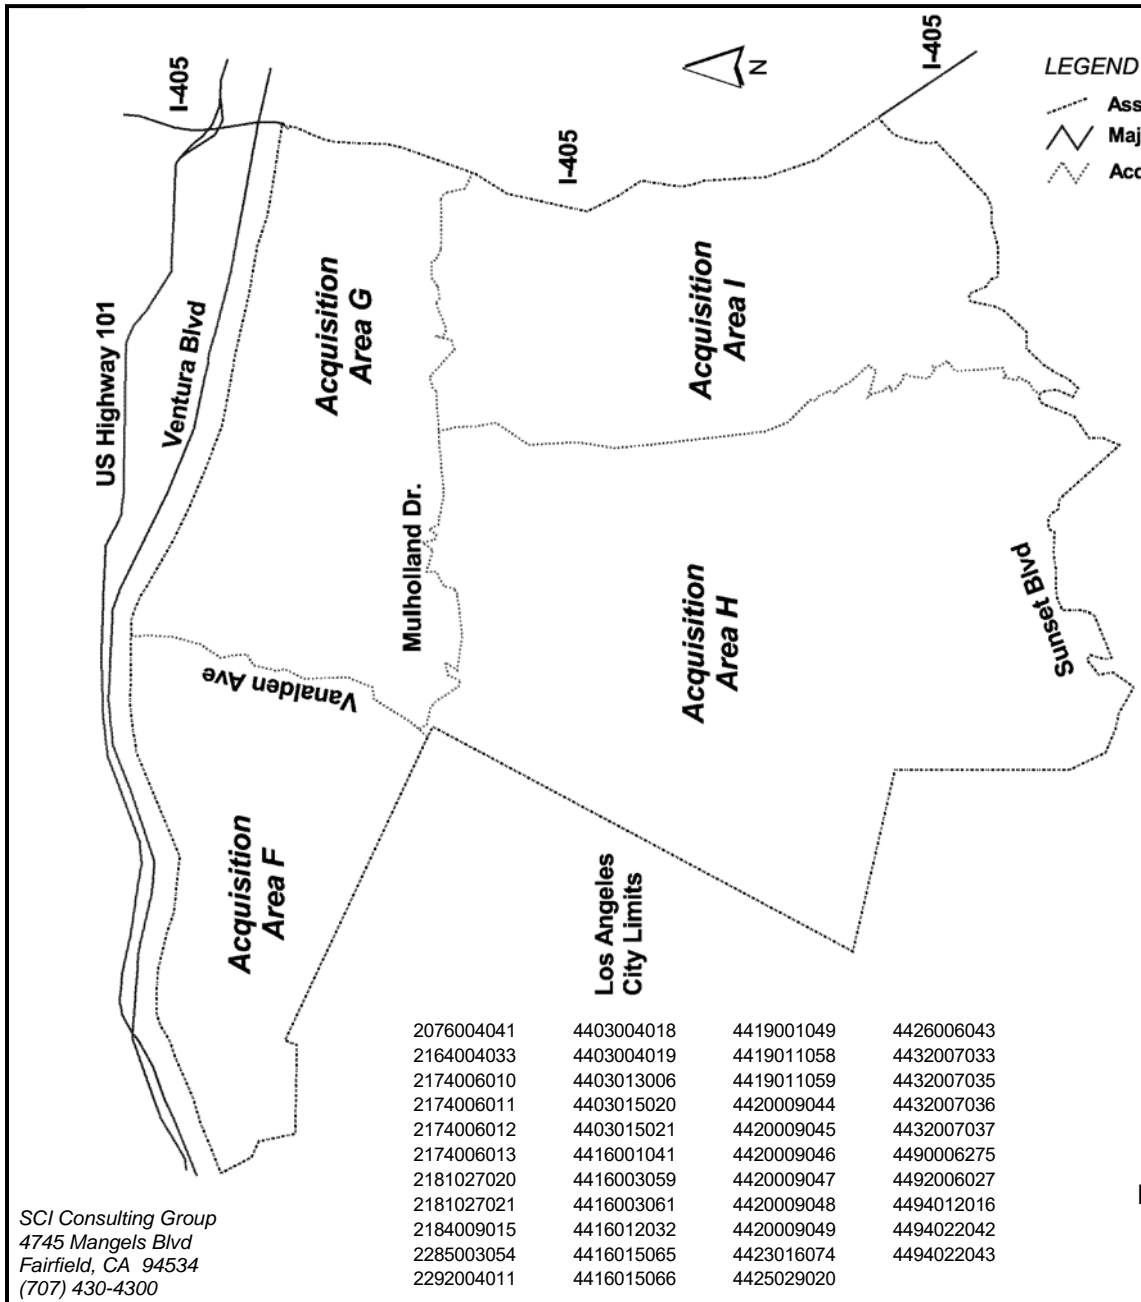 I-405
I-405
N
LEGEND
Ass
Maj
Acq
I-405
US Highway 101
Ventura Blvd
Acquisition
Area G
Acquisition
Area I
Mulholland Dr.
Vanalden Ave
Acquisition
Area H
Sunset Blvd
Acquisition
Area F
Los Angeles
City Limits
2076004041 4403004018 4419001049 4426006043
2164004033 4403004019 4419011058 4432007033
2174006010 4403013006 4419011059 4432007035
2174006011 4403015020 4420009044 4432007036
2174006012 4403015021 4420009045 4432007037
2174006013 4416001041 4420009046 4490006275
2181027020 4416003059 4420009047 4492006027
2181027021 4416003061 4420009048 4494012016
2184009015 4416012032 4420009049 4494022042
2285003054 4416015065 4423016074 4494022043
2292004011 4416015066 4425029020
SCI Consulting Group
4745 Mangels Blvd
Fairfield, CA 94534
(707) 430-4300